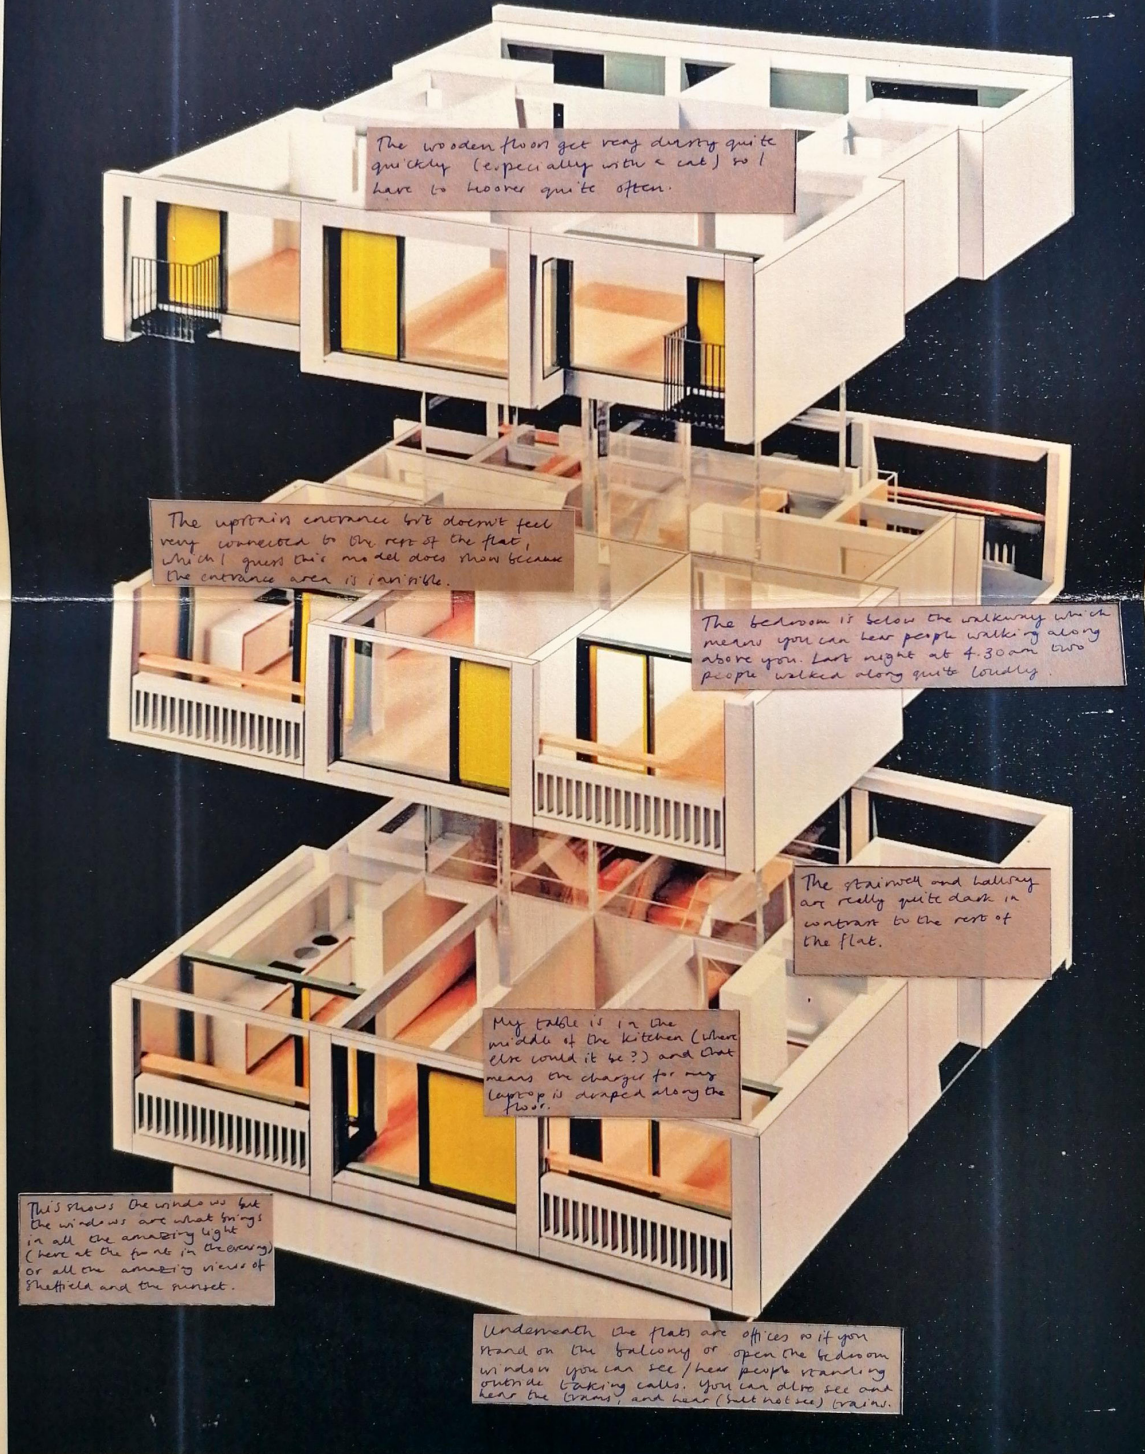 The wooden floors get very dusty quite
quickly (especially with a cat) so I
have to hoover quite often.
The upstairs entrance bit doesn't feel
very connected to the rest of the flat,
which I guess this model does show because
the entrance area is invisible.
The bedroom is below the walkway which
means you can hear people walking along
above you. Last night at 4.30am two
people walked along quite loudly.
The stairwell and hallway
are really quite dark in
contrast to the rest of
the flat.
My table is in the
middle of the kitchen (where
else could it be?) and that
means the charger for my
laptop is draped along the
floor.
This shows the windows but
the windows are what brings
in all the amazing light
(here at the front in the evening)
or all the amazing views of
Sheffield and the sunset.
Underneath the flats are offices so if you
stand on the balcony or open the bedroom
window you can see/hear people standing
outside taking calls. You can also see and
hear the trams, and hear (but not see) trains.